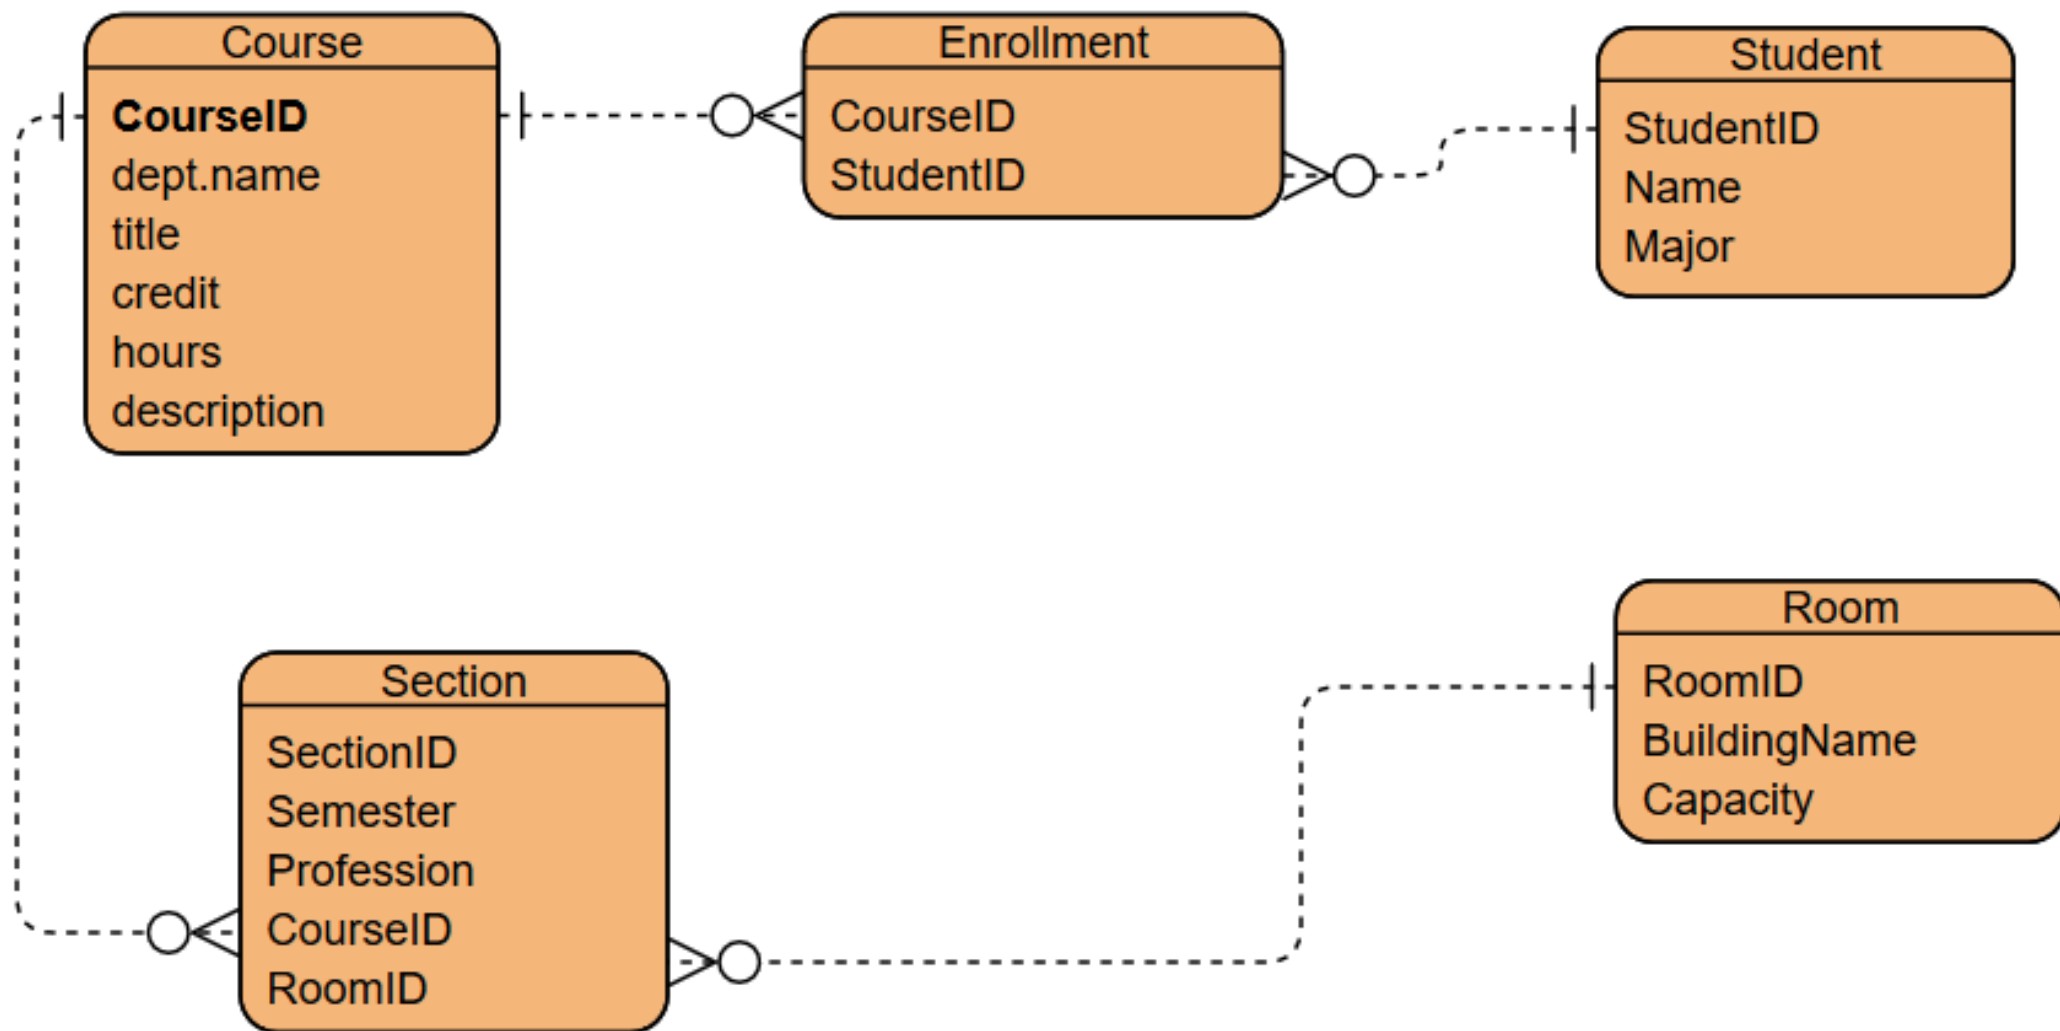 Course
CourseID
dept.name
title
credit
hours
description
Enrollment
CourseID
StudentID
Student
StudentID
Name
Major
Section
SectionID
Semester
Profession
CourseID
RoomID
Room
RoomID
BuildingName
Capacity